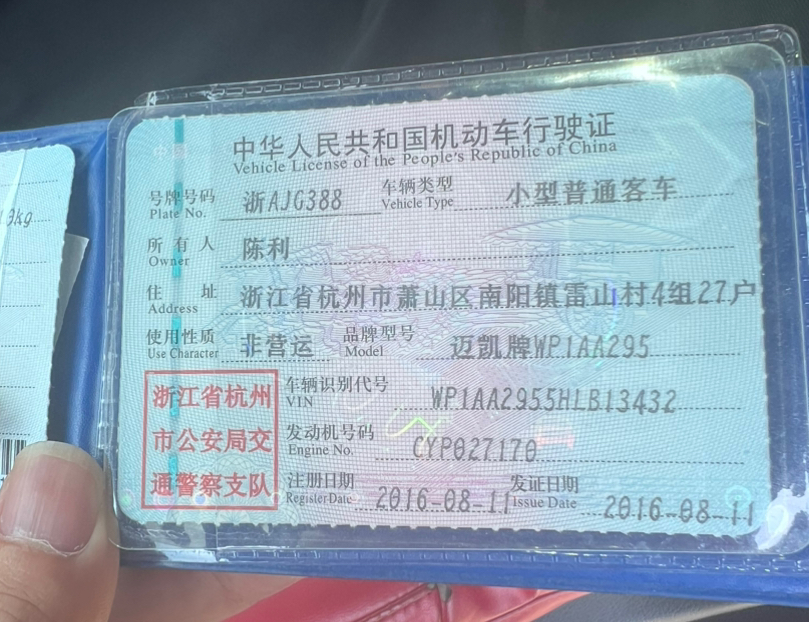 中华人民共和国机动车行驶证
Vehicle License of the People's Republic of China
号牌号码 浙AJG388 车辆类型 小型普通客车
Plate No. Vehicle Type
所有人 陈利
Owner
住址 浙江省杭州市萧山区南阳镇雷山村4组27户
Address
使用性质 非营运 品牌型号 迈凯牌WP1AA295
Use Character Model
浙江省杭州 车辆识别代号 WP1AA2955HLB13432
VIN
市公安局交 发动机号码 CYP027170
Engine No.
通警察支队 注册日期 2016-08-11 发证日期 2016-08-11
Register Date Issue Date